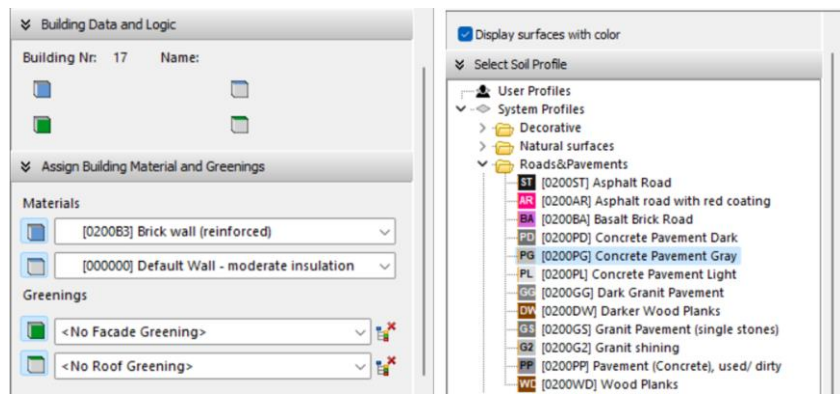 Building Data and Logic
Building Nr: 17 Name:
Assign Building Material and Greenings
Materials
[0200B3] Brick wall (reinforced)
[000000] Default Wall - moderate insulation
Greenings
<No Facade Greening>
<No Roof Greening>
Display surfaces with color
Select Soil Profile
User Profiles
System Profiles
Decorative
Natural surfaces
Roads&Pavements
ST [0200ST] Asphalt Road
AR [0200AR] Asphalt road with red coating
BA [0200BA] Basalt Brick Road
PD [0200PD] Concrete Pavement Dark
PG [0200PG] Concrete Pavement Gray
PL [0200PL] Concrete Pavement Light
GG [0200GG] Dark Granit Pavement
DW [0200DW] Darker Wood Planks
GS [0200GS] Granit Pavement (single stones)
G2 [0200G2] Granit shining
PP [0200PP] Pavement (Concrete), used/ dirty
WD [0200WD] Wood Planks